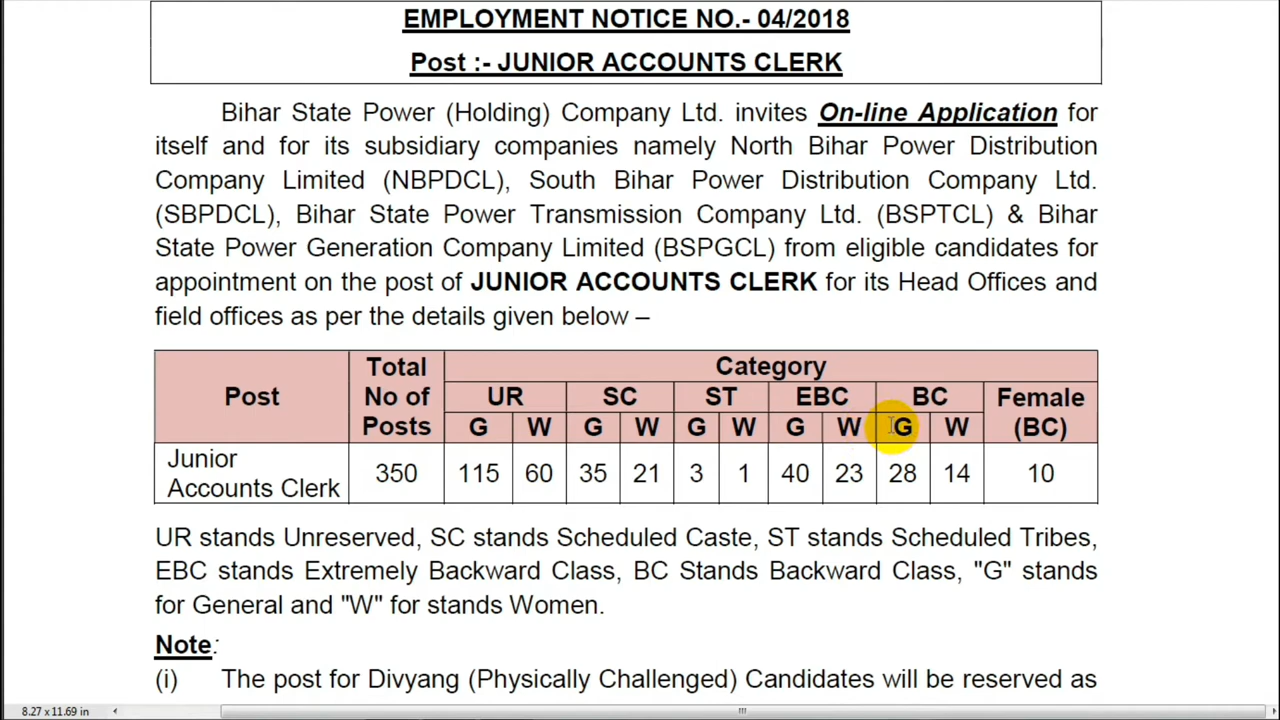 EMPLOYMENT NOTICE NO.- 04/2018
Post :- JUNIOR ACCOUNTS CLERK
Bihar State Power (Holding) Company Ltd. invites On-line Application for
itself and for its subsidiary companies namely North Bihar Power Distribution
Company Limited (NBPDCL), South Bihar Power Distribution Company Ltd.
(SBPDCL), Bihar State Power Transmission Company Ltd. (BSPTCL) & Bihar
State Power Generation Company Limited (BSPGCL) from eligible candidates for
appointment on the post of JUNIOR ACCOUNTS CLERK for its Head Offices and
field offices as per the details given below –
Post Total No of Posts Category
UR SC ST EBC BC Female (BC)
G W G W G W G W G W
Junior Accounts Clerk 350 115 60 35 21 3 1 40 23 28 14 10
UR stands Unreserved, SC stands Scheduled Caste, ST stands Scheduled Tribes,
EBC stands Extremely Backward Class, BC Stands Backward Class, "G" stands
for General and "W" for stands Women.
Note:
(i) The post for Divyang (Physically Challenged) Candidates will be reserved as
8.27 x 11.69 in